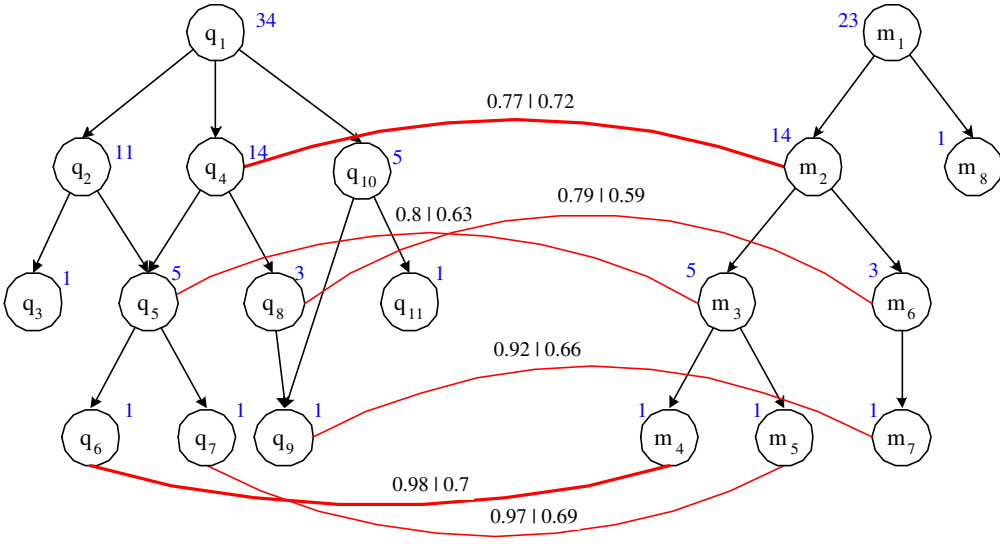 34
q1
23
m1
0.77 | 0.72
11
q2
14
q4
5
q10
14
m2
1
m8
0.79 | 0.59
0.8 | 0.63
1
q3
5
q5
3
q8
1
q11
5
m3
3
m6
0.92 | 0.66
1
q6
1
q7
1
q9
1
m4
1
m5
1
m7
0.98 | 0.7
0.97 | 0.69